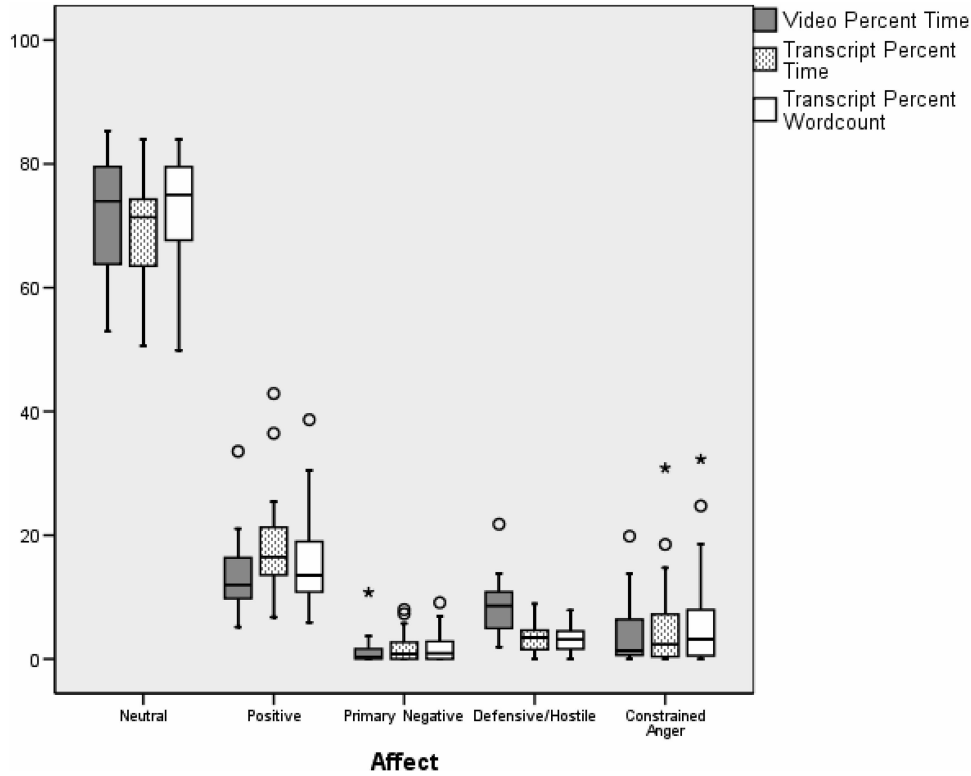 Video Percent Time
Transcript Percent
Time
Transcript Percent
Wordcount
100
80
60
40
20
0
Neutral
Positive
Primary Negative
Defensive/Hostile
Constrained
Anger
Affect